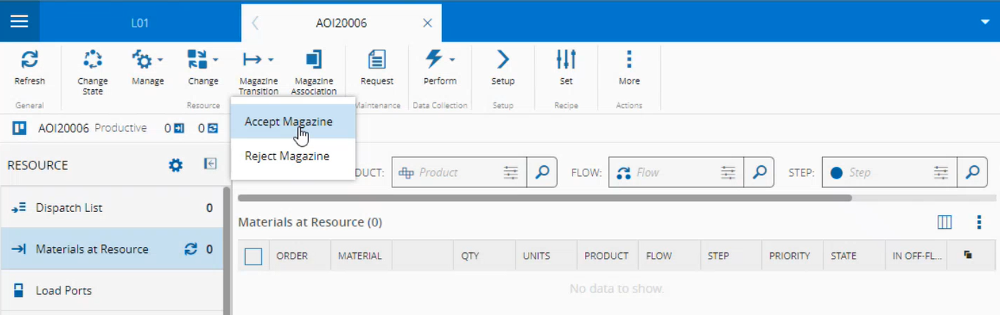 L01
AOI20006
Refresh
Change State
Manage
Change
Magazine Transition
Magazine Association
Request
Perform
Setup
Set
More
General
Resource
Maintenance
Data Collection
Setup
Recipe
Actions
Accept Magazine
Reject Magazine
AOI20006 Productive 0 0
RESOURCE
DUCT: Product FLOW: Flow STEP: Step
Dispatch List 0
Materials at Resource 0
Load Ports
Materials at Resource (0)
ORDER MATERIAL QTY UNITS PRODUCT FLOW STEP PRIORITY STATE IN OFF-FL...
No data to show.